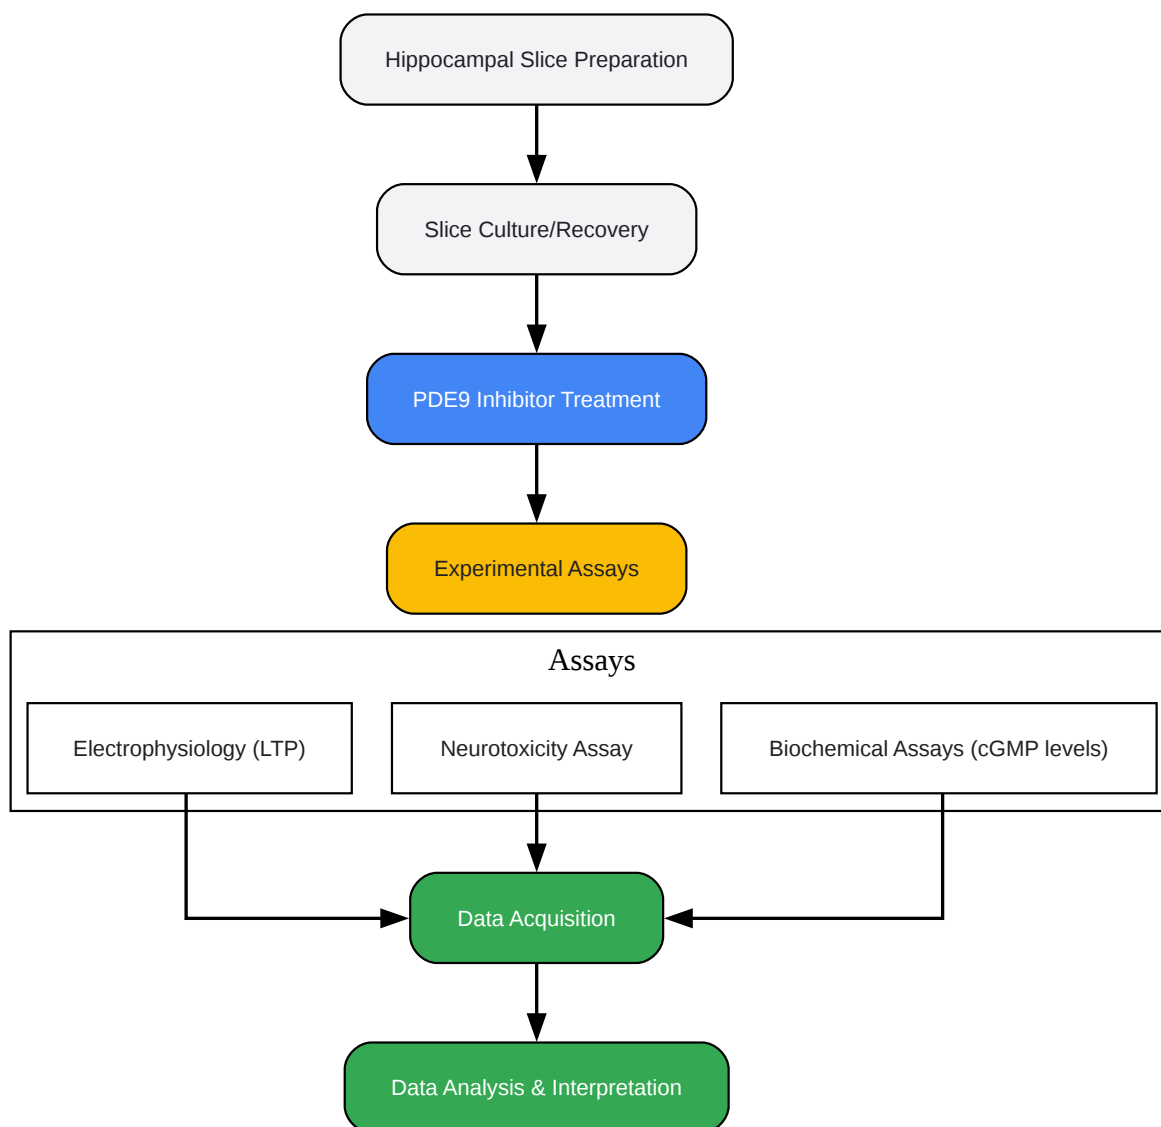 Hippocampal Slice Preparation
Slice Culture/Recovery
PDE9 Inhibitor Treatment
Experimental Assays
Assays
Electrophysiology (LTP)
Neurotoxicity Assay
Biochemical Assays (cGMP levels)
Data Acquisition
Data Analysis & Interpretation